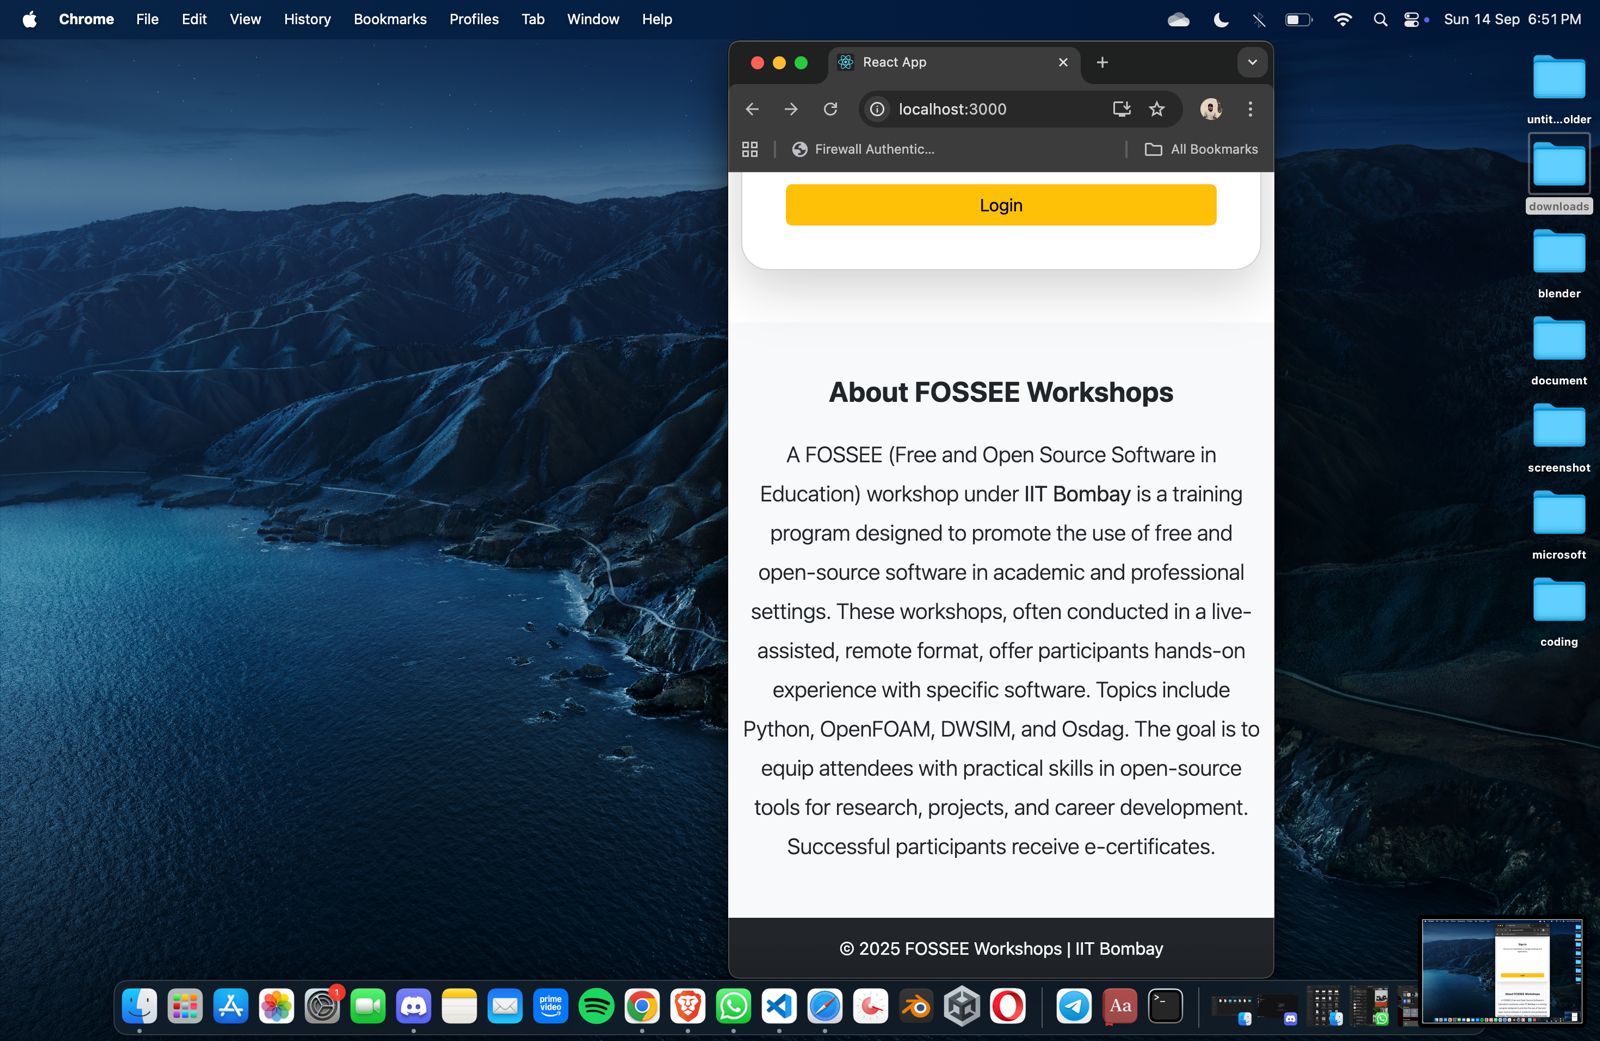 Chrome File Edit View History Bookmarks Profiles Tab Window Help
Sun 14 Sep 6:51 PM
React App
localhost:3000
Firewall Authentic...
All Bookmarks
Login
About FOSSEE Workshops
A FOSSEE (Free and Open Source Software in
Education) workshop under IIT Bombay is a training
program designed to promote the use of free and
open-source software in academic and professional
settings. These workshops, often conducted in a live-
assisted, remote format, offer participants hands-on
experience with specific software. Topics include
Python, OpenFOAM, DWSIM, and Osdag. The goal is to
equip attendees with practical skills in open-source
tools for research, projects, and career development.
Successful participants receive e-certificates.
© 2025 FOSSEE Workshops | IIT Bombay
untit...older
downloads
blender
document
screenshot
microsoft
coding
1
prime
video
Aa